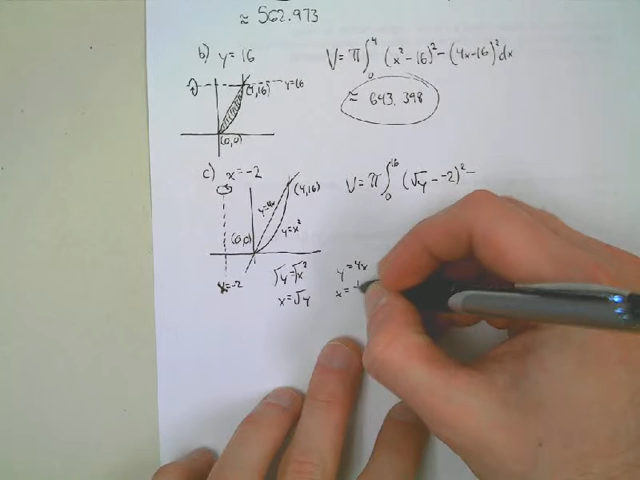 ≈ 562.973
b) y = 16
V = π∫₀⁴ (x² - 16)² - (4x - 16)² dx
≈ 643.398
y=16
(4,16)
(0,0)
c) x = -2
V = π∫₀¹⁶ (√y - -2)² -
(4,16)
y=4x
y=x²
(0,0)
x=-2
√y = √x²
x = √y
y = 4x
x =